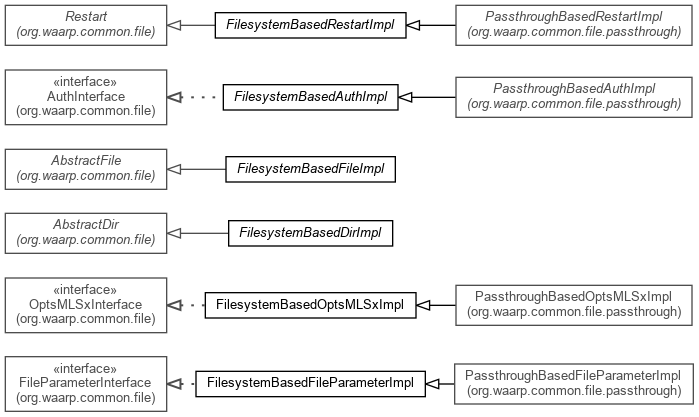 Restart
(org.waarp.common.file)
FilesystemBasedRestartImpl
PassthroughBasedRestartImpl
(org.waarp.common.file.passthrough)
«interface»
AuthInterface
(org.waarp.common.file)
FilesystemBasedAuthImpl
PassthroughBasedAuthImpl
(org.waarp.common.file.passthrough)
AbstractFile
(org.waarp.common.file)
FilesystemBasedFileImpl
AbstractDir
(org.waarp.common.file)
FilesystemBasedDirImpl
«interface»
OptsMLSxInterface
(org.waarp.common.file)
FilesystemBasedOptsMLSxImpl
PassthroughBasedOptsMLSxImpl
(org.waarp.common.file.passthrough)
«interface»
FileParameterInterface
(org.waarp.common.file)
FilesystemBasedFileParameterImpl
PassthroughBasedFileParameterImpl
(org.waarp.common.file.passthrough)